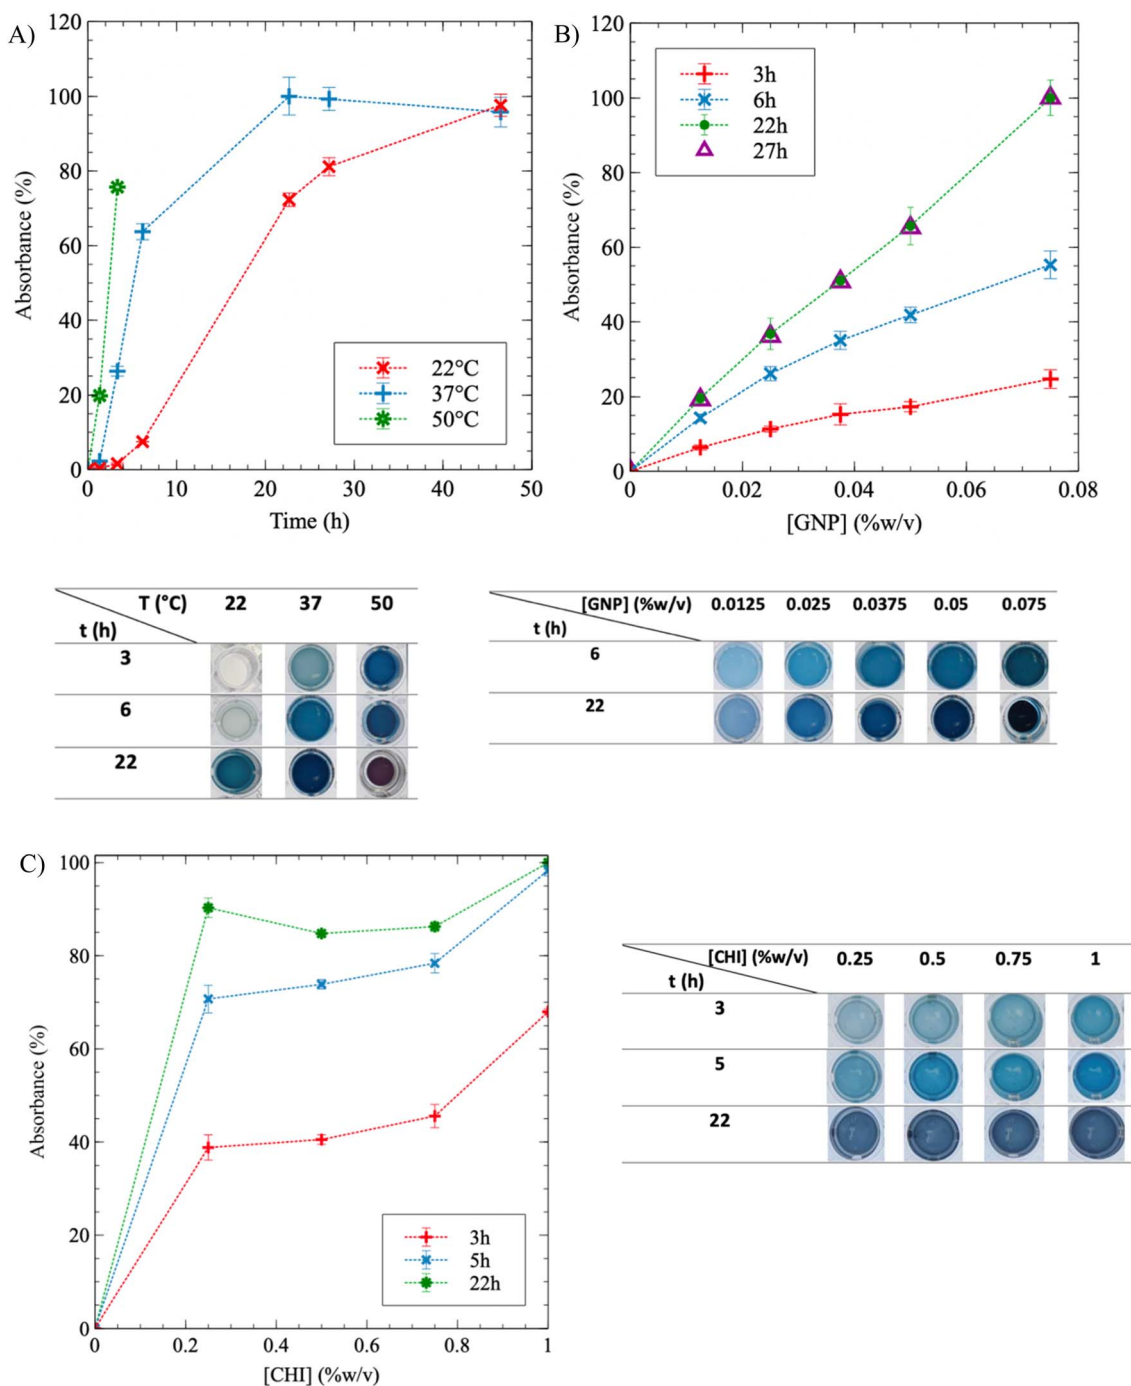 A)
120
100
80
60
40
20
0
Absorbance (%)
22°C
37°C
50°C
0 10 20 30 40 50
Time (h)
B)
120
100
80
60
40
20
0
Absorbance (%)
3h
6h
22h
27h
0 0.02 0.04 0.06 0.08
[GNP] (%w/v)
T (°C) 22 37 50
t (h)
3
6
22
[GNP] (%w/v) 0.0125 0.025 0.0375 0.05 0.075
t (h)
6
22
C)
100
80
60
40
20
0
Absorbance (%)
3h
5h
22h
0 0.2 0.4 0.6 0.8 1
[CHI] (%w/v)
[CHI] (%w/v) 0.25 0.5 0.75 1
t (h)
3
5
22